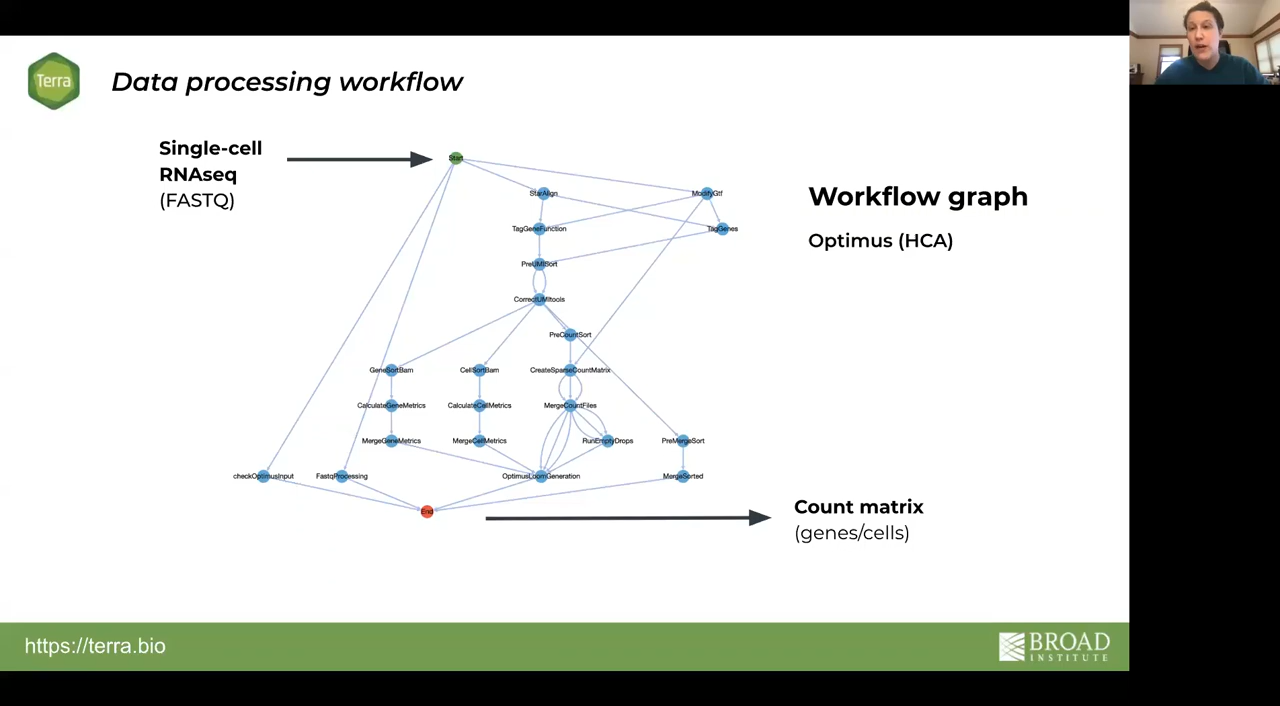 Terra
Data processing workflow
Single-cell
RNAseq
(FASTQ)
Start
StarAlign
ModifyGtf
Workflow graph
TagGeneFunction
TagGenes
Optimus (HCA)
PreUMISort
CorrectUMItools
PreCountSort
GeneSortBam
CellSortBam
CreateSparseCountMatrix
CalculateGeneMetrics
CalculateCellMetrics
MergeCountFiles
MergeGeneMetrics
MergeCellMetrics
RunEmptyDrops
PreMergeSort
checkOptimusInput
FastqProcessing
OptimusLoomGeneration
MergeSorted
End
Count matrix
(genes/cells)
https://terra.bio
BROAD
INSTITUTE